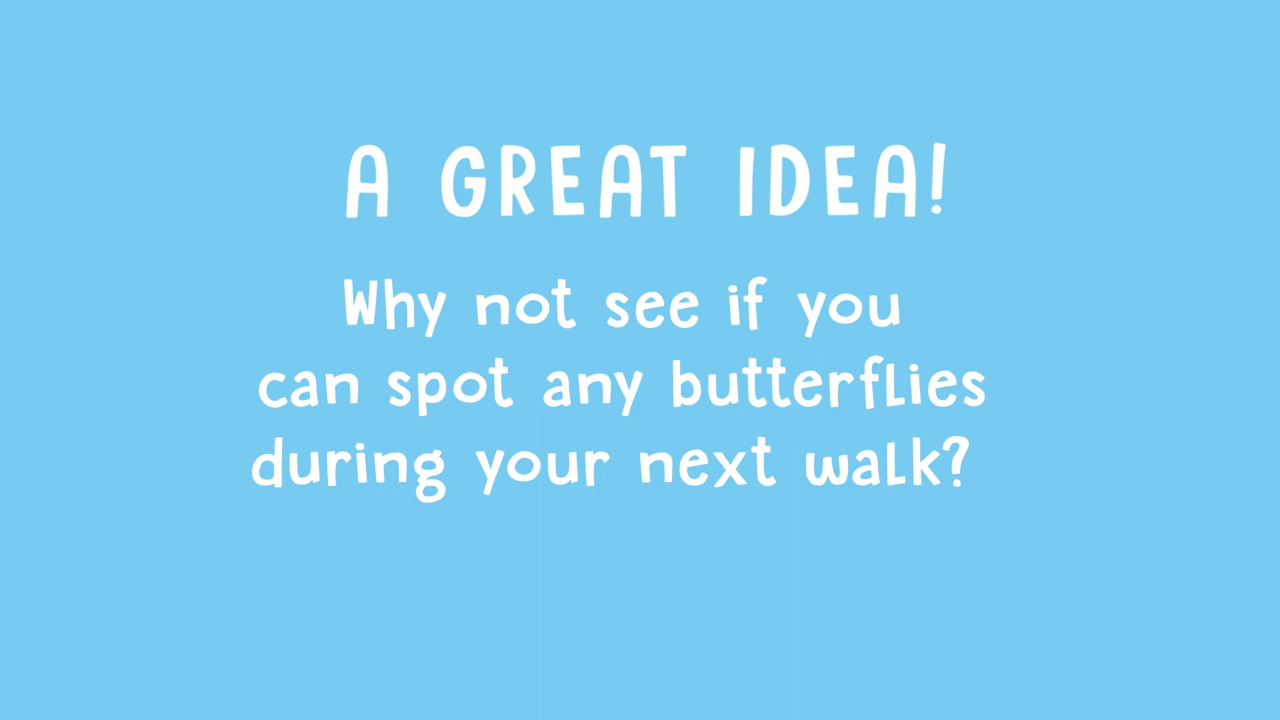 A GREAT IDEA!
Why not see if you
can spot any butterflies
during your next walk?